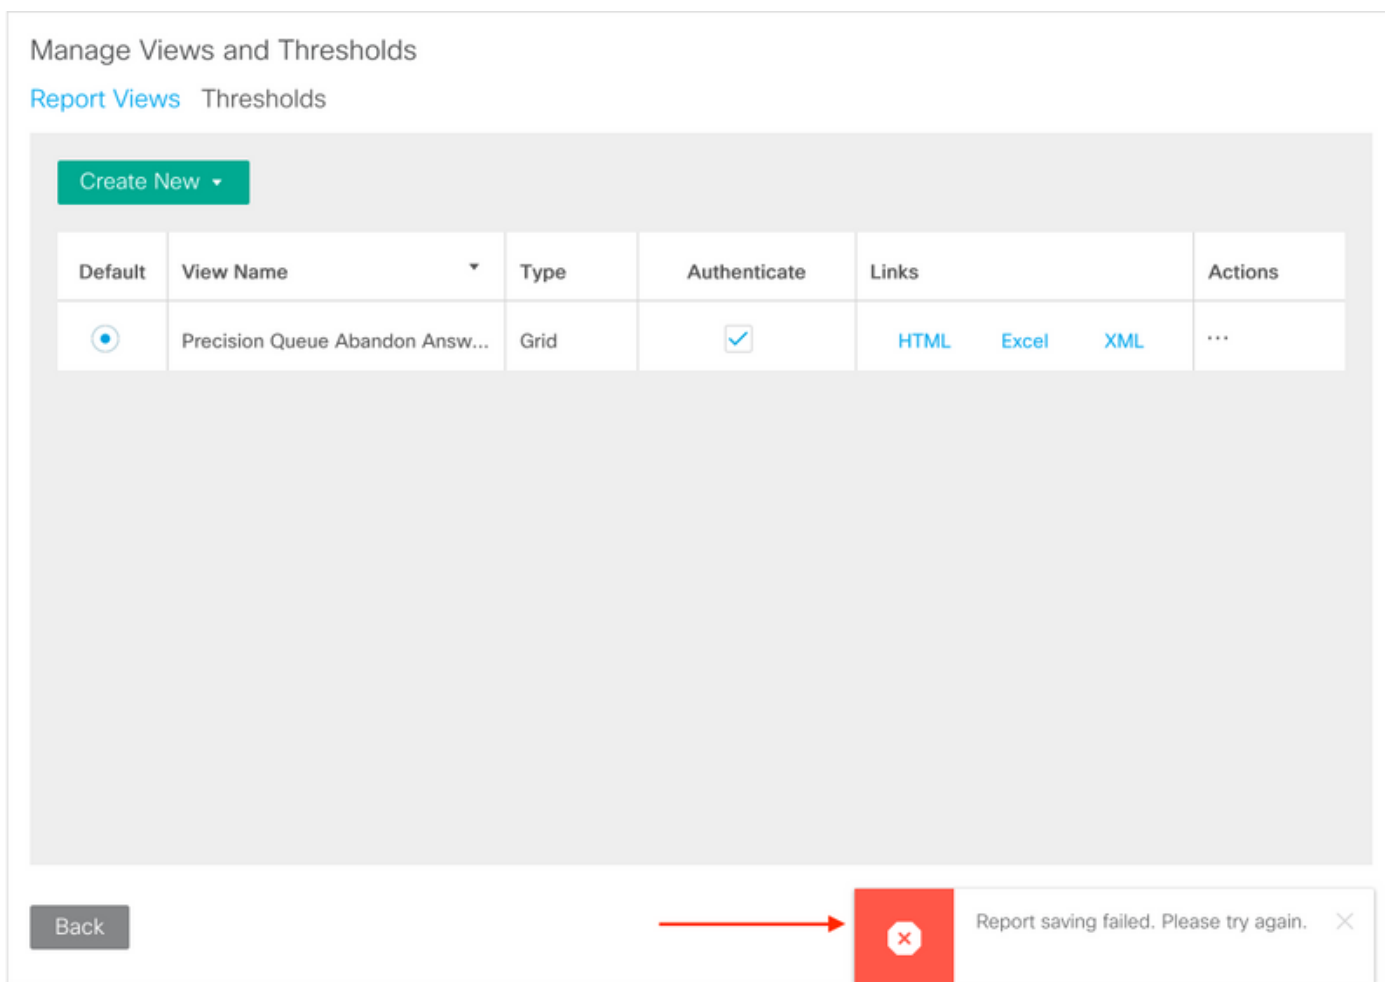 Manage Views and Thresholds
Report Views Thresholds
Create New
Default View Name Type Authenticate Links Actions
Precision Queue Abandon Answ... Grid HTML Excel XML ...
Back
Report saving failed. Please try again.